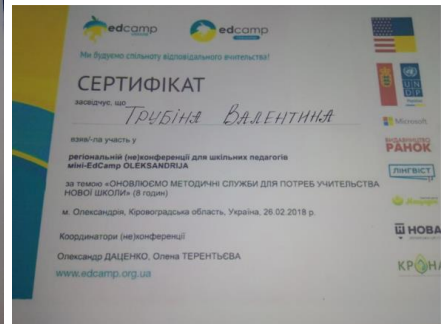 edcamp
edcamp
Ми будуємо спільноту відповідального вчительства!
СЕРТИФІКАТ
засвідчує, що
ТРУБІНА ВАЛЕНТИНА
взяв/-ла участь у
регіональній (не)конференції для шкільних педагогів
міні-EdCamp OLEKSANDRIJA
за темою «ОНОВЛЮЄМО МЕТОДИЧНІ СЛУЖБИ ДЛЯ ПОТРЕБ УЧИТЕЛЬСТВА
НОВОЇ ШКОЛИ» (8 годин)
м. Олександрія, Кіровоградська область, Україна, 26.02.2018 р.
Координатори (не)конференції
Олександр ДАЦЕНКО, Олена ТЕРЕНТЬЄВА
www.edcamp.org.ua
UN
DP
Microsoft
РАНОК
ЛІНГВІСТ
НОВА
КРОНА